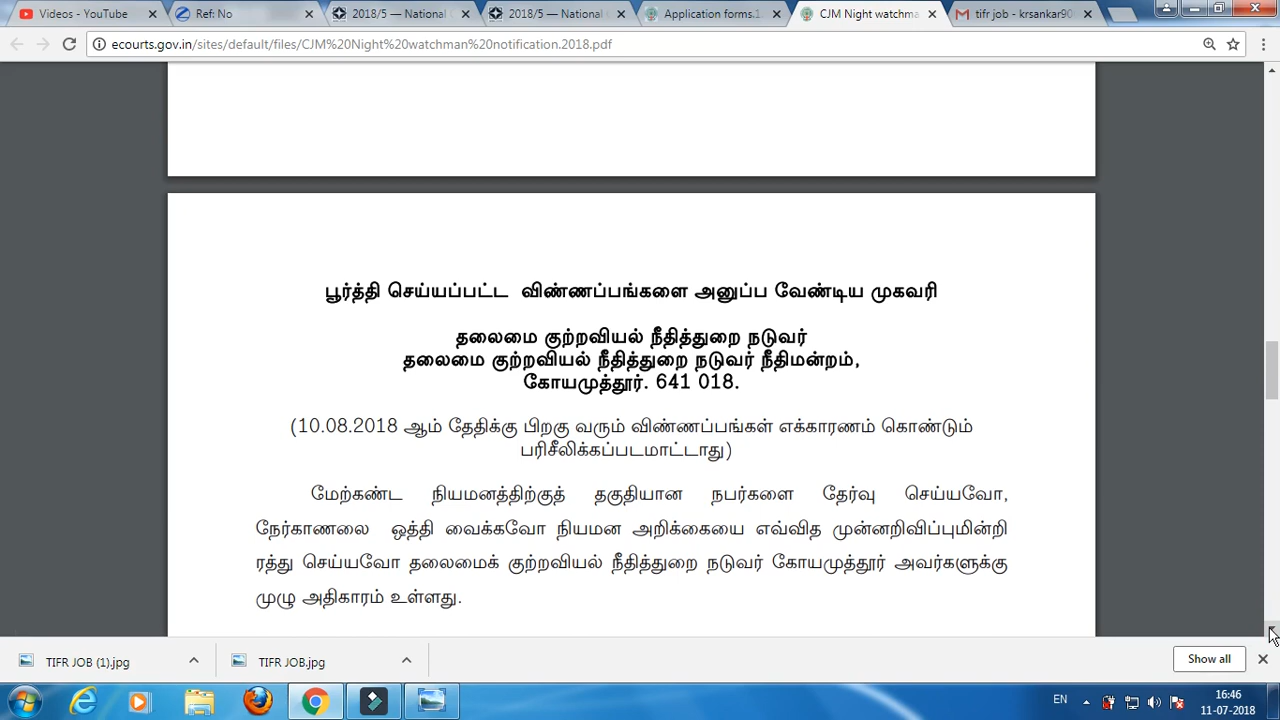 Videos - YouTube
Ref: No
2018/5 — National C
2018/5 — National C
Applicationforms.1
CJM Night watchma
tifr job - krsankar90
ecourts.gov.in/sites/default/files/CJM%20Night%20watchman%20notification.2018.pdf
பூர்த்தி செய்யப்பட்ட விண்ணப்பங்களை அனுப்ப வேண்டிய முகவரி
தலைமை குற்றவியல் நீதித்துறை நடுவர்
தலைமை குற்றவியல் நீதித்துறை நடுவர் நீதிமன்றம்,
கோயமுத்தூர். 641 018.
(10.08.2018 ஆம் தேதிக்கு பிறகு வரும் விண்ணப்பங்கள் எக்காரணம் கொண்டும்
பரிசீலிக்கப்படமாட்டாது)
மேற்கண்ட நியமனத்திற்குத் தகுதியான நபர்களை தேர்வு செய்யவோ,
நேர்காணலை ஒத்தி வைக்கவோ நியமன அறிக்கையை எவ்வித முன்னறிவிப்புமின்றி
ரத்து செய்யவோ தலைமைக் குற்றவியல் நீதித்துறை நடுவர் கோயமுத்தூர் அவர்களுக்கு
முழு அதிகாரம் உள்ளது.
TIFR JOB (1).jpg
TIFR JOB.jpg
Show all
EN
16:46
11-07-2018